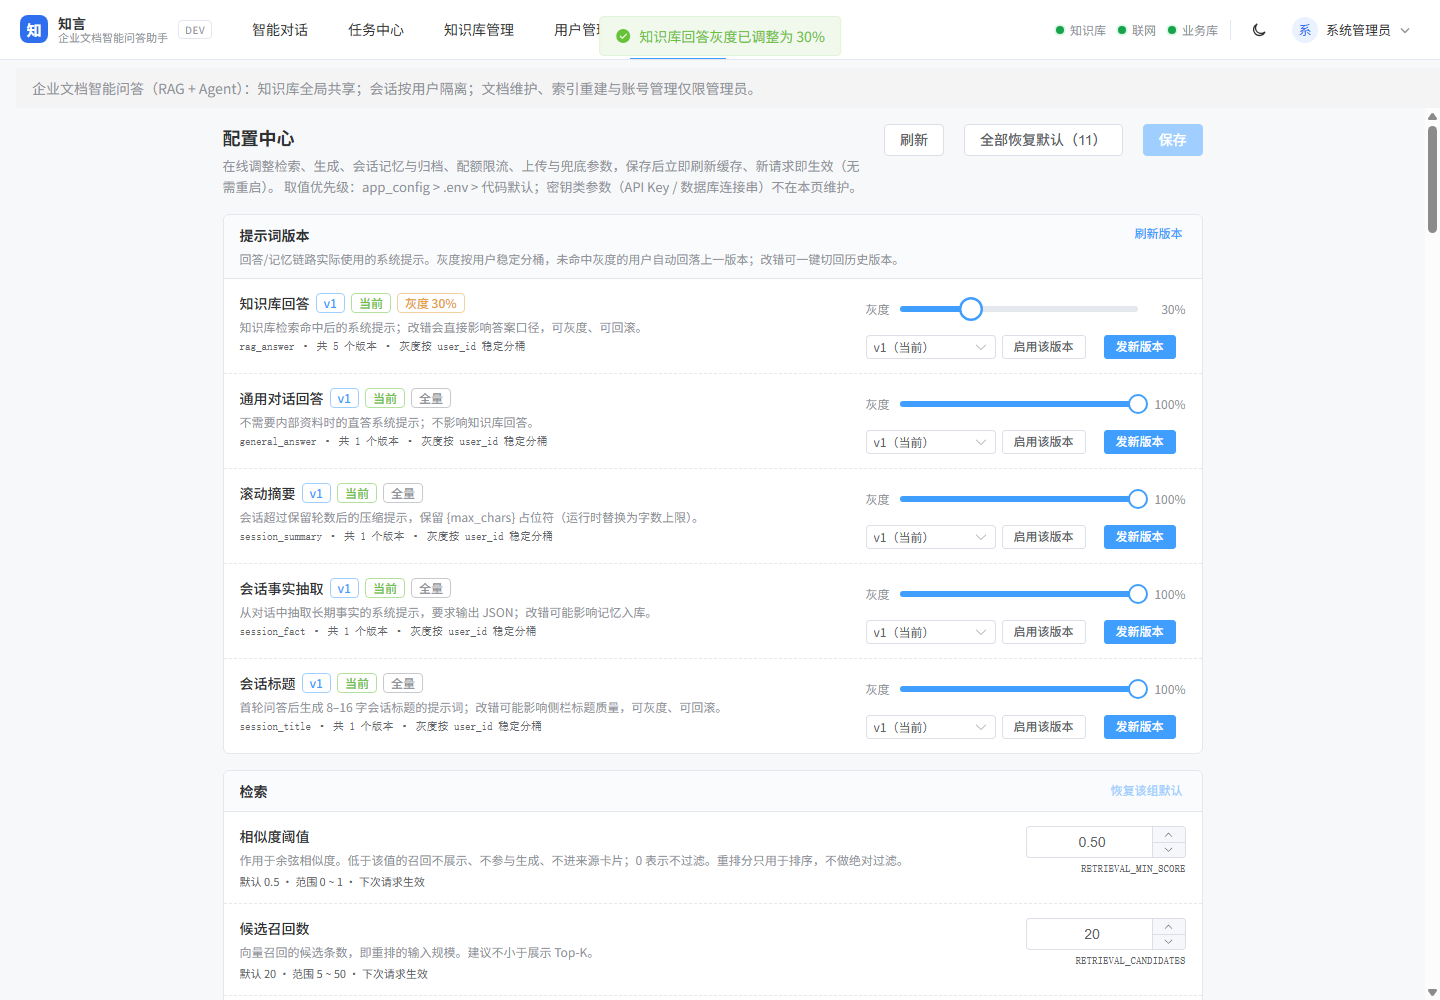 知
知言
企业文档智能问答助手
DEV
智能对话
任务中心
知识库管理
用户管
知识库回答灰度已调整为 30%
知识库
联网
业务库
系
系统管理员
企业文档智能问答（RAG + Agent）：知识库全局共享；会话按用户隔离；文档维护、索引重建与账号管理仅限管理员。
配置中心
刷新
全部恢复默认（11）
保存
在线调整检索、生成、会话记忆与归档、配额限流、上传与兜底参数，保存后立即刷新缓存、新请求即生效（无
需重启）。 取值优先级：app_config > .env > 代码默认；密钥类参数（API Key / 数据库连接串）不在本页维护。
提示词版本
刷新版本
回答/记忆链路实际使用的系统提示。灰度按用户稳定分桶，未命中灰度的用户自动回落上一版本；改错可一键切回历史版本。
知识库回答 v1 当前 灰度 30%
知识库检索命中后的系统提示；改错会直接影响答案口径，可灰度、可回滚。
rag_answer · 共 5 个版本 · 灰度按 user_id 稳定分桶
灰度 30%
v1（当前） 启用该版本 发新版本
通用对话回答 v1 当前 全量
不需要内部资料时的直答系统提示；不影响知识库回答。
general_answer · 共 1 个版本 · 灰度按 user_id 稳定分桶
灰度 100%
v1（当前） 启用该版本 发新版本
滚动摘要 v1 当前 全量
会话超过保留轮数后的压缩提示，保留 {max_chars} 占位符（运行时替换为字数上限）。
session_summary · 共 1 个版本 · 灰度按 user_id 稳定分桶
灰度 100%
v1（当前） 启用该版本 发新版本
会话事实抽取 v1 当前 全量
从对话中抽取长期事实的系统提示，要求输出 JSON；改错可能影响记忆入库。
session_fact · 共 1 个版本 · 灰度按 user_id 稳定分桶
灰度 100%
v1（当前） 启用该版本 发新版本
会话标题 v1 当前 全量
首轮问答后生成 8–16 字会话标题的提示词；改错可能影响侧栏标题质量，可灰度、可回滚。
session_title · 共 1 个版本 · 灰度按 user_id 稳定分桶
灰度 100%
v1（当前） 启用该版本 发新版本
检索
恢复该组默认
相似度阈值
作用于余弦相似度。低于该值的召回不展示、不参与生成、不进来源卡片；0 表示不过滤。重排分只用于排序，不做绝对过滤。
默认 0.5 · 范围 0 ~ 1 · 下次请求生效
0.50
RETRIEVAL_MIN_SCORE
候选召回数
向量召回的候选条数，即重排的输入规模。建议不小于展示 Top-K。
默认 20 · 范围 5 ~ 50 · 下次请求生效
20
RETRIEVAL_CANDIDATES